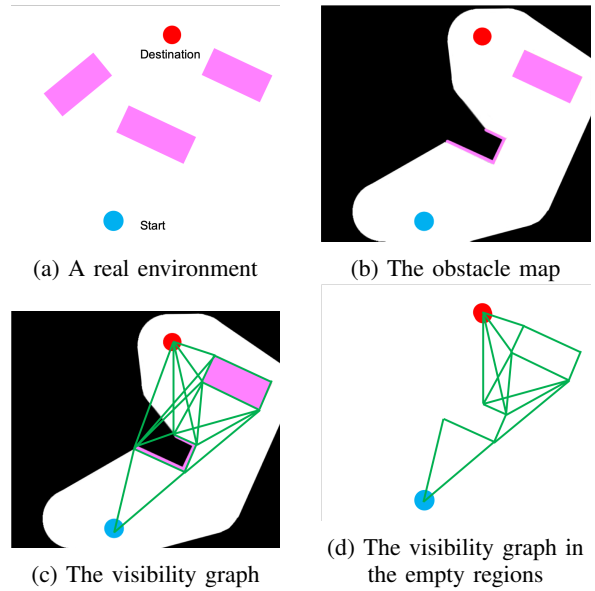 Destination
Start
(a) A real environment
(b) The obstacle map
(c) The visibility graph
(d) The visibility graph in
the empty regions